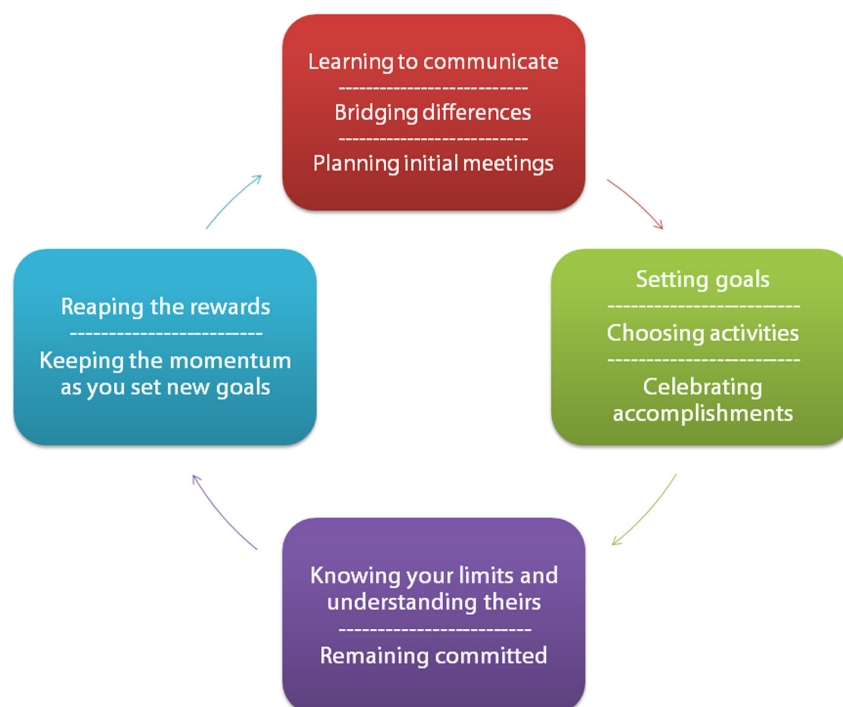 Learning to communicate
---------------------------
Bridging differences
---------------------------
Planning initial meetings
Setting goals
-------------------------
Choosing activities
-------------------------
Celebrating
accomplishments
Knowing your limits and
understanding theirs
-------------------------
Remaining committed
Reaping the rewards
-------------------------
Keeping the momentum
as you set new goals